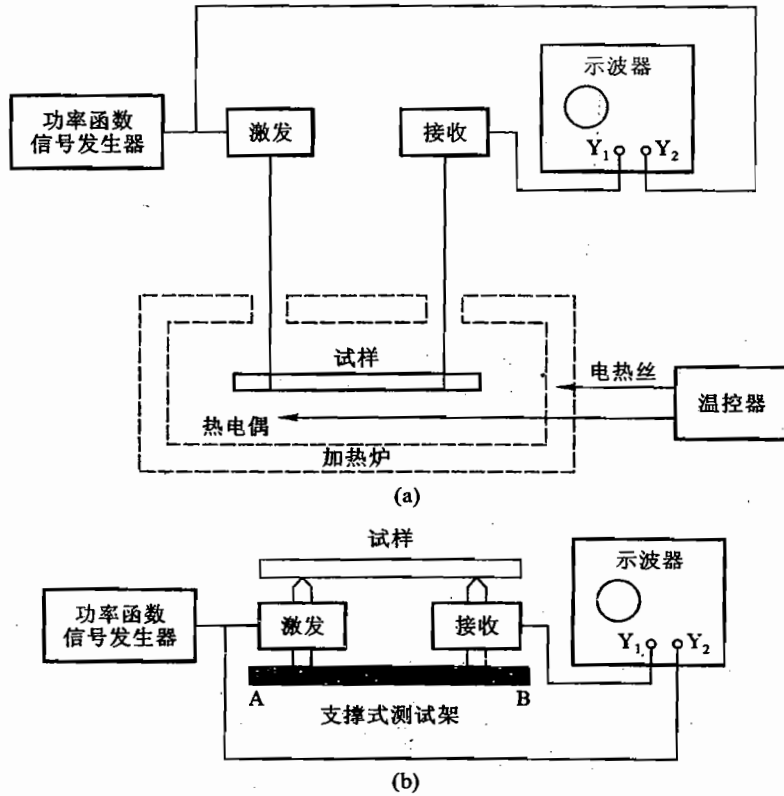 示波器
功率函数
信号发生器
激发
接收
Y₁
Y₂
试样
电热丝
温控器
热电偶
加热炉
(a)
试样
示波器
功率函数
信号发生器
激发
接收
Y₁
Y₂
A
B
支撑式测试架
(b)